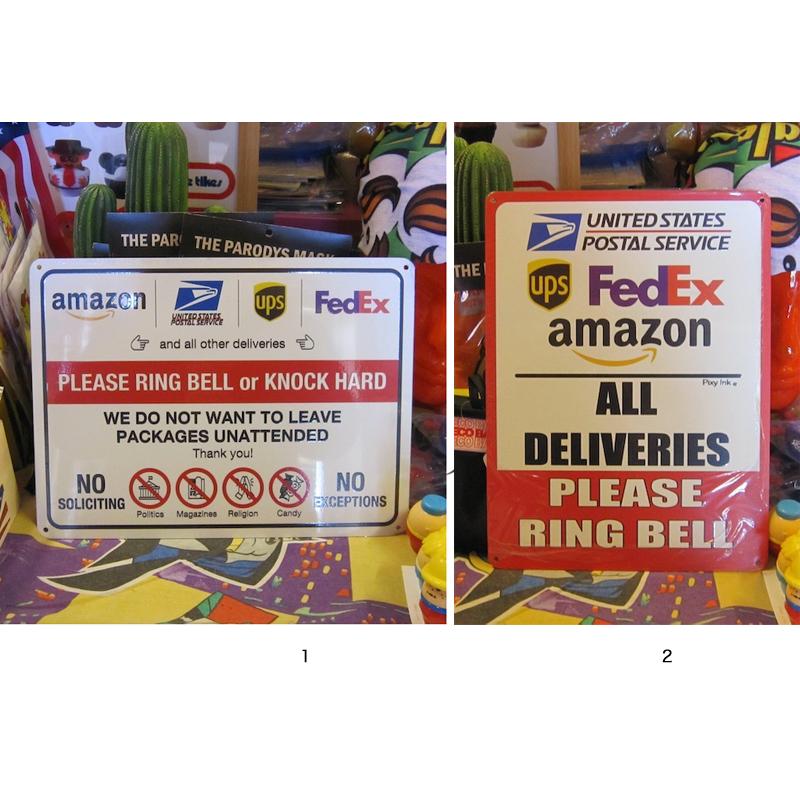 tikes
THE PARO
THE PARODYS MASK
amazon
UNITED STATES
POSTAL SERVICE
ups
FedEx
and all other deliveries
PLEASE RING BELL or KNOCK HARD
WE DO NOT WANT TO LEAVE
PACKAGES UNATTENDED
Thank you!
NO
SOLICITING
Politics
Magazines
Religion
Candy
NO
EXCEPTIONS
1
THE
UNITED STATES
POSTAL SERVICE
ups
FedEx
amazon
Pixy Ink
ALL
DELIVERIES
PLEASE
RING BELL
2